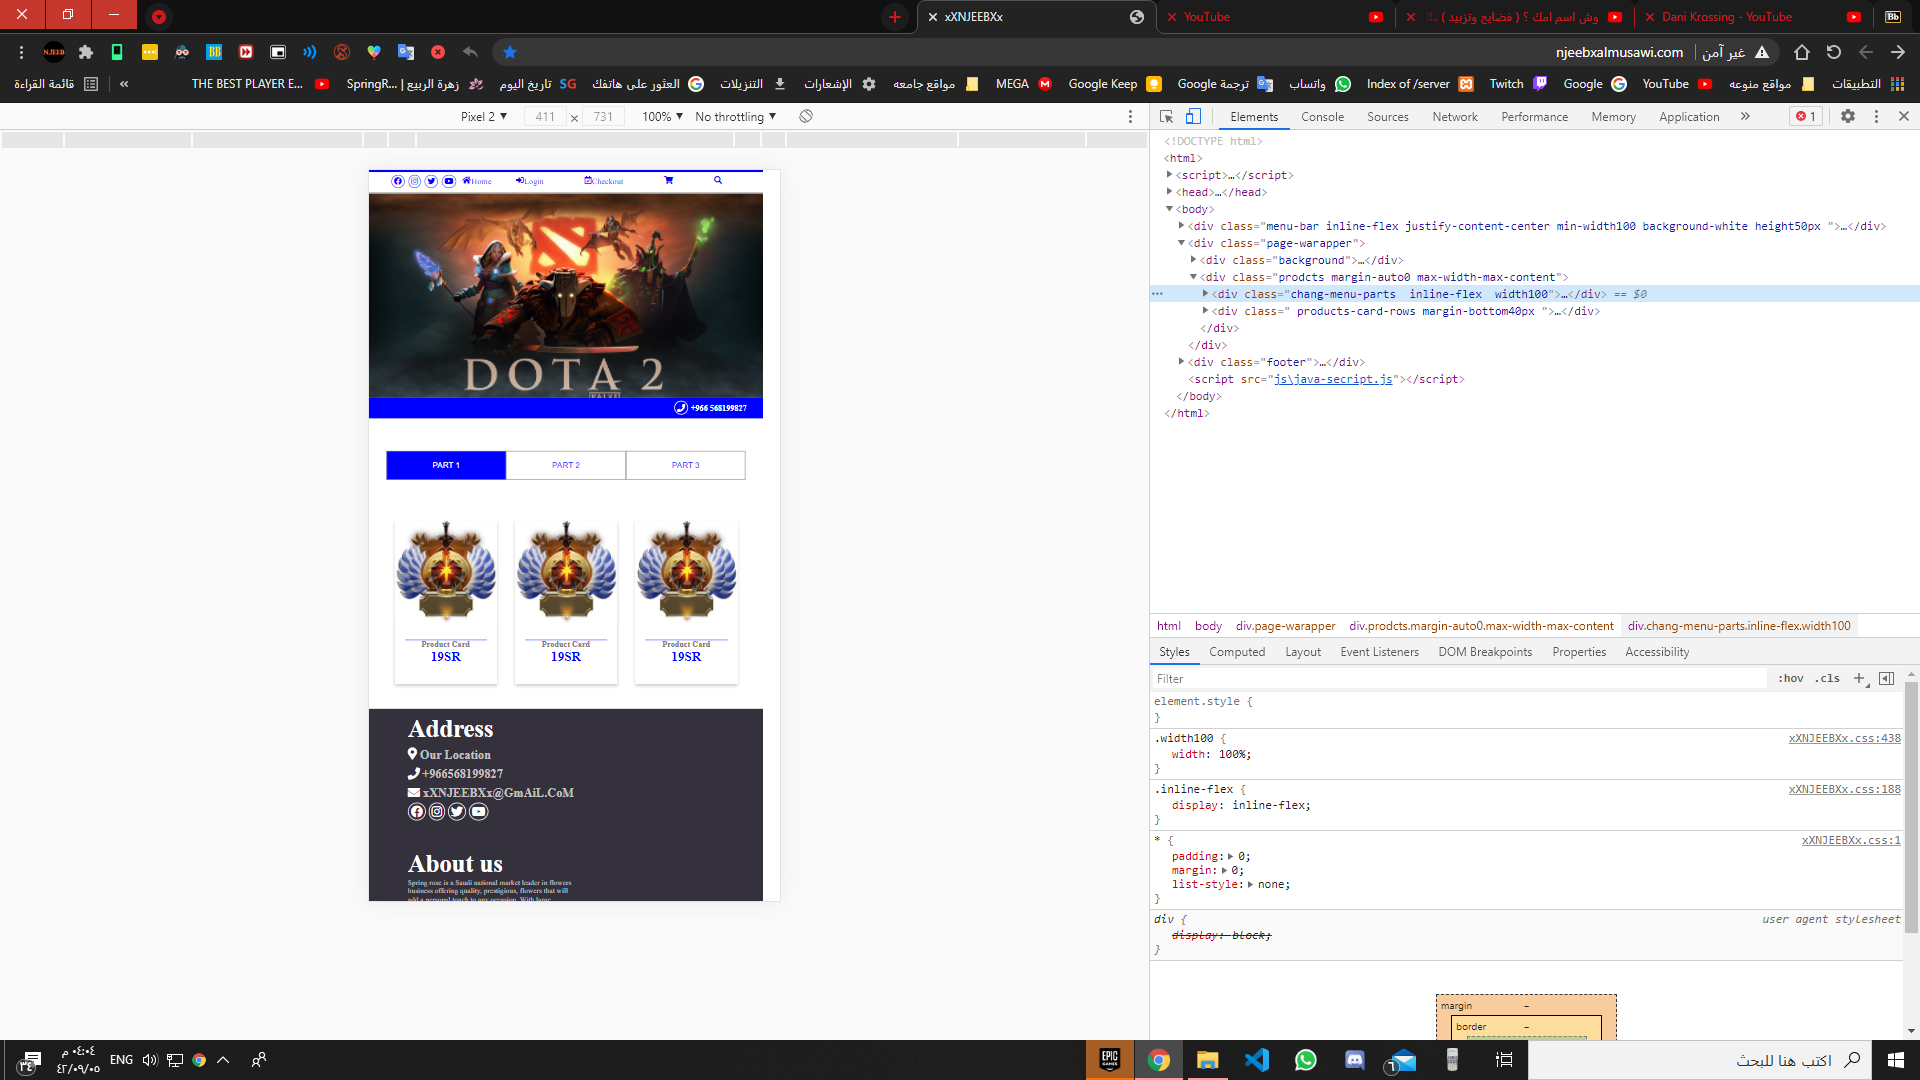 xXNJEEBXx
YouTube
وش اسم امك ؟ ( فضايح وتزبيد ) ..!
Dani Krossing - YouTube
njeebxalmusawi.com
غير آمن
قائمة القراءة
«
THE BEST PLAYER E...
SpringR... | زهرة الربيع
تاريخ اليوم
العثور على هاتفك
التنزيلات
الإشعارات
مواقع جامعه
MEGA
Google Keep
ترجمة Google
واتساب
Index of /server
Twitch
Google
YouTube
مواقع منوعه
التطبيقات
Pixel 2 ▼ 411 x 731 100% ▼ No throttling ▼
Elements Console Sources Network Performance Memory Application » 1
<!DOCTYPE html>
<html>
<script>…</script>
<head>…</head>
<body>
<div class="menu-bar inline-flex justify-content-center min-width100 background-white height50px ">…</div>
<div class="page-warapper">
<div class="background">…</div>
<div class="prodcts margin-auto0 max-width-max-content">
<div class="chang-menu-parts  inline-flex  width100">…</div> == $0
<div class=" products-card-rows margin-bottom40px ">…</div>
</div>
</div>
<div class="footer">…</div>
<script src="js\java-secript.js"></script>
</body>
</html>
Home Login Checkout
DOTA 2
VALVE
+966 568199827
PART 1 PART 2 PART 3
Product Card Product Card Product Card
19SR 19SR 19SR
Address
Our Location
+966568199827
xXNJEEBXx@GmAiL.CoM
About us
Spring rose is a Saudi national market leader in flowers
business offering quality, prestigious, flowers that will
add a personal touch to any occasion. With large
html body div.page-warapper div.prodcts.margin-auto0.max-width-max-content div.chang-menu-parts.inline-flex.width100
Styles Computed Layout Event Listeners DOM Breakpoints Properties Accessibility
Filter :hov .cls +
element.style {
}
.width100 { xXNJEEBXx.css:438
width: 100%;
}
.inline-flex { xXNJEEBXx.css:188
display: inline-flex;
}
* { xXNJEEBXx.css:1
padding: 0;
margin: 0;
list-style: none;
}
div { user agent stylesheet
display: block;
}
margin –
border –
ENG
٠٤:٠٤ م
٤٢/٠٩/٠٥
EPIC GAMES
اكتب هنا للبحث